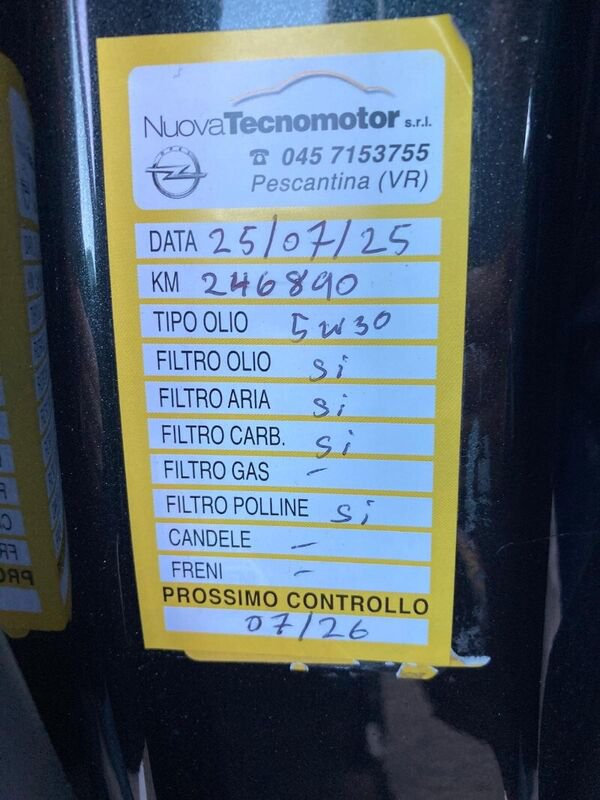 NuovaTecnomotor s.r.l.
☎ 045 7153755
Pescantina (VR)
DATA 25/07/25
KM 246890
TIPO OLIO 5W30
FILTRO OLIO si
FILTRO ARIA si
FILTRO CARB. si
FILTRO GAS -
FILTRO POLLINE si
CANDELE -
FRENI -
PROSSIMO CONTROLLO
07/26